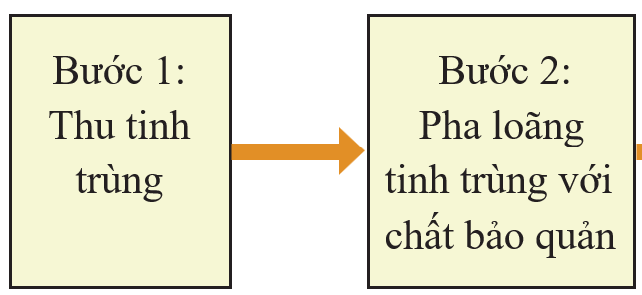 Bước 1:
Thu tinh
trùng
Bước 2:
Pha loãng
tinh trùng với
chất bảo quản